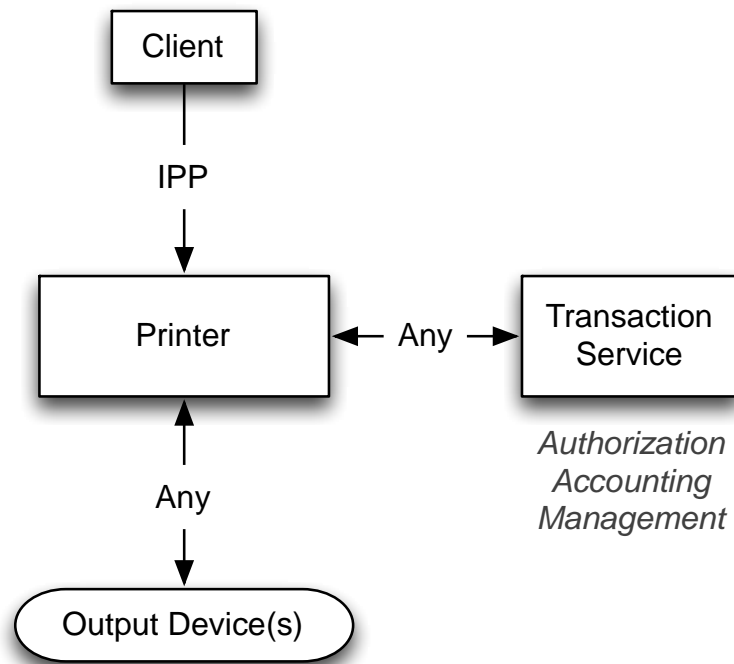 Client
IPP
Printer
Any
Transaction
Service
Authorization
Accounting
Management
Any
Output Device(s)